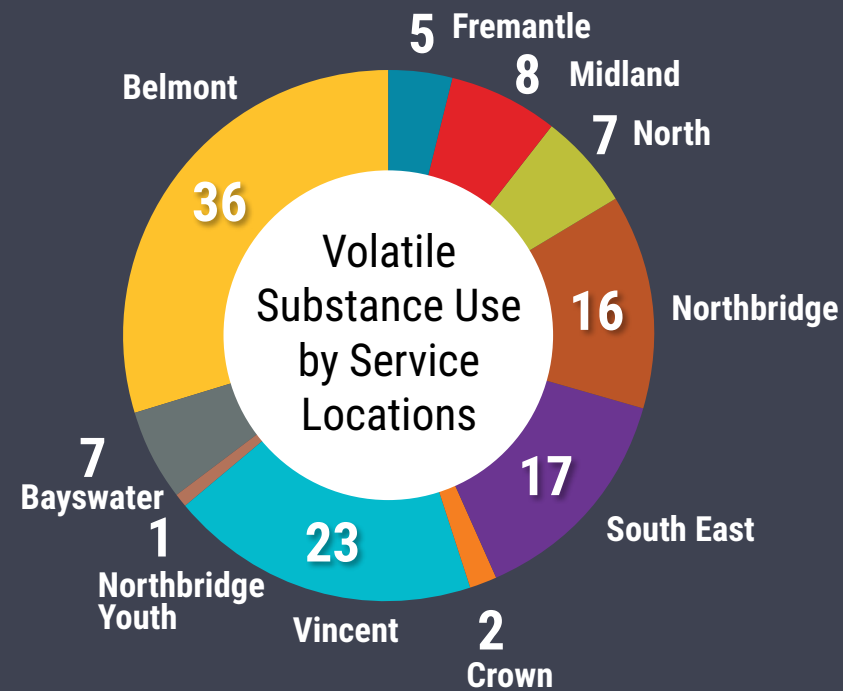 5 Fremantle
8 Midland
Belmont
7 North
36
Volatile
Substance Use
by Service
Locations
16
Northbridge
17
South East
7
Bayswater
1
Northbridge
Youth
23
Vincent
2
Crown